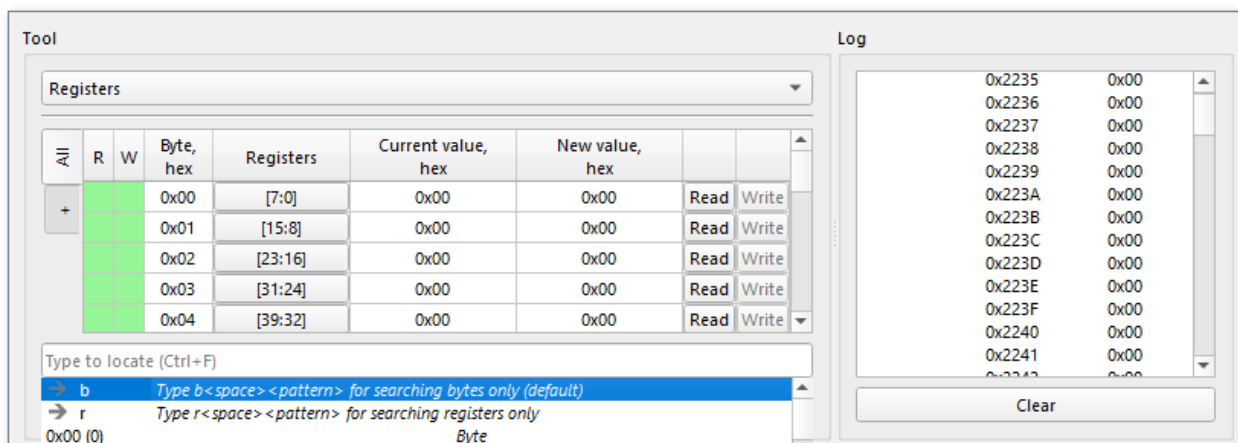 Tool
Registers
All R W Byte, hex Registers Current value, hex New value, hex
+
0x00 [7:0] 0x00 0x00 Read Write
0x01 [15:8] 0x00 0x00 Read Write
0x02 [23:16] 0x00 0x00 Read Write
0x03 [31:24] 0x00 0x00 Read Write
0x04 [39:32] 0x00 0x00 Read Write
Type to locate (Ctrl+F)
b Type b<space><pattern> for searching bytes only (default)
r Type r<space><pattern> for searching registers only
0x00 (0) Byte
Log
0x2235 0x00
0x2236 0x00
0x2237 0x00
0x2238 0x00
0x2239 0x00
0x223A 0x00
0x223B 0x00
0x223C 0x00
0x223D 0x00
0x223E 0x00
0x223F 0x00
0x2240 0x00
0x2241 0x00
Clear